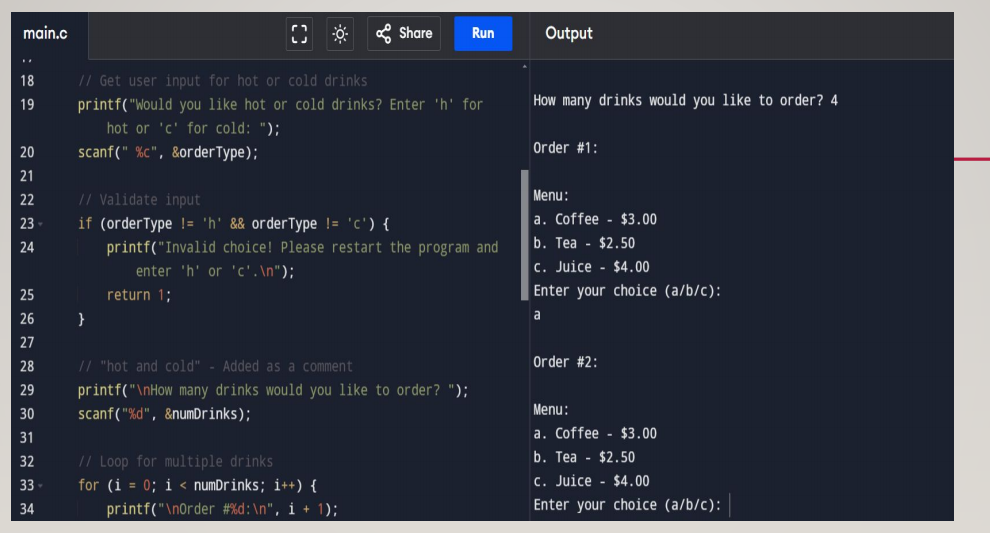 main.c
Share
Run
Output
18 // Get user input for hot or cold drinks
19 printf("Would you like hot or cold drinks? Enter 'h' for
hot or 'c' for cold: ");
20 scanf(" %c", &orderType);
21
22 // Validate input
23 if (orderType != 'h' && orderType != 'c') {
24 printf("Invalid choice! Please restart the program and
enter 'h' or 'c'.\n");
25 return 1;
26 }
27
28 // "hot and cold" - Added as a comment
29 printf("\nHow many drinks would you like to order? ");
30 scanf("%d", &numDrinks);
31
32 // Loop for multiple drinks
33 for (i = 0; i < numDrinks; i++) {
34 printf("\nOrder #%d:\n", i + 1);
How many drinks would you like to order? 4
Order #1:
Menu:
a. Coffee - $3.00
b. Tea - $2.50
c. Juice - $4.00
Enter your choice (a/b/c):
a
Order #2:
Menu:
a. Coffee - $3.00
b. Tea - $2.50
c. Juice - $4.00
Enter your choice (a/b/c):